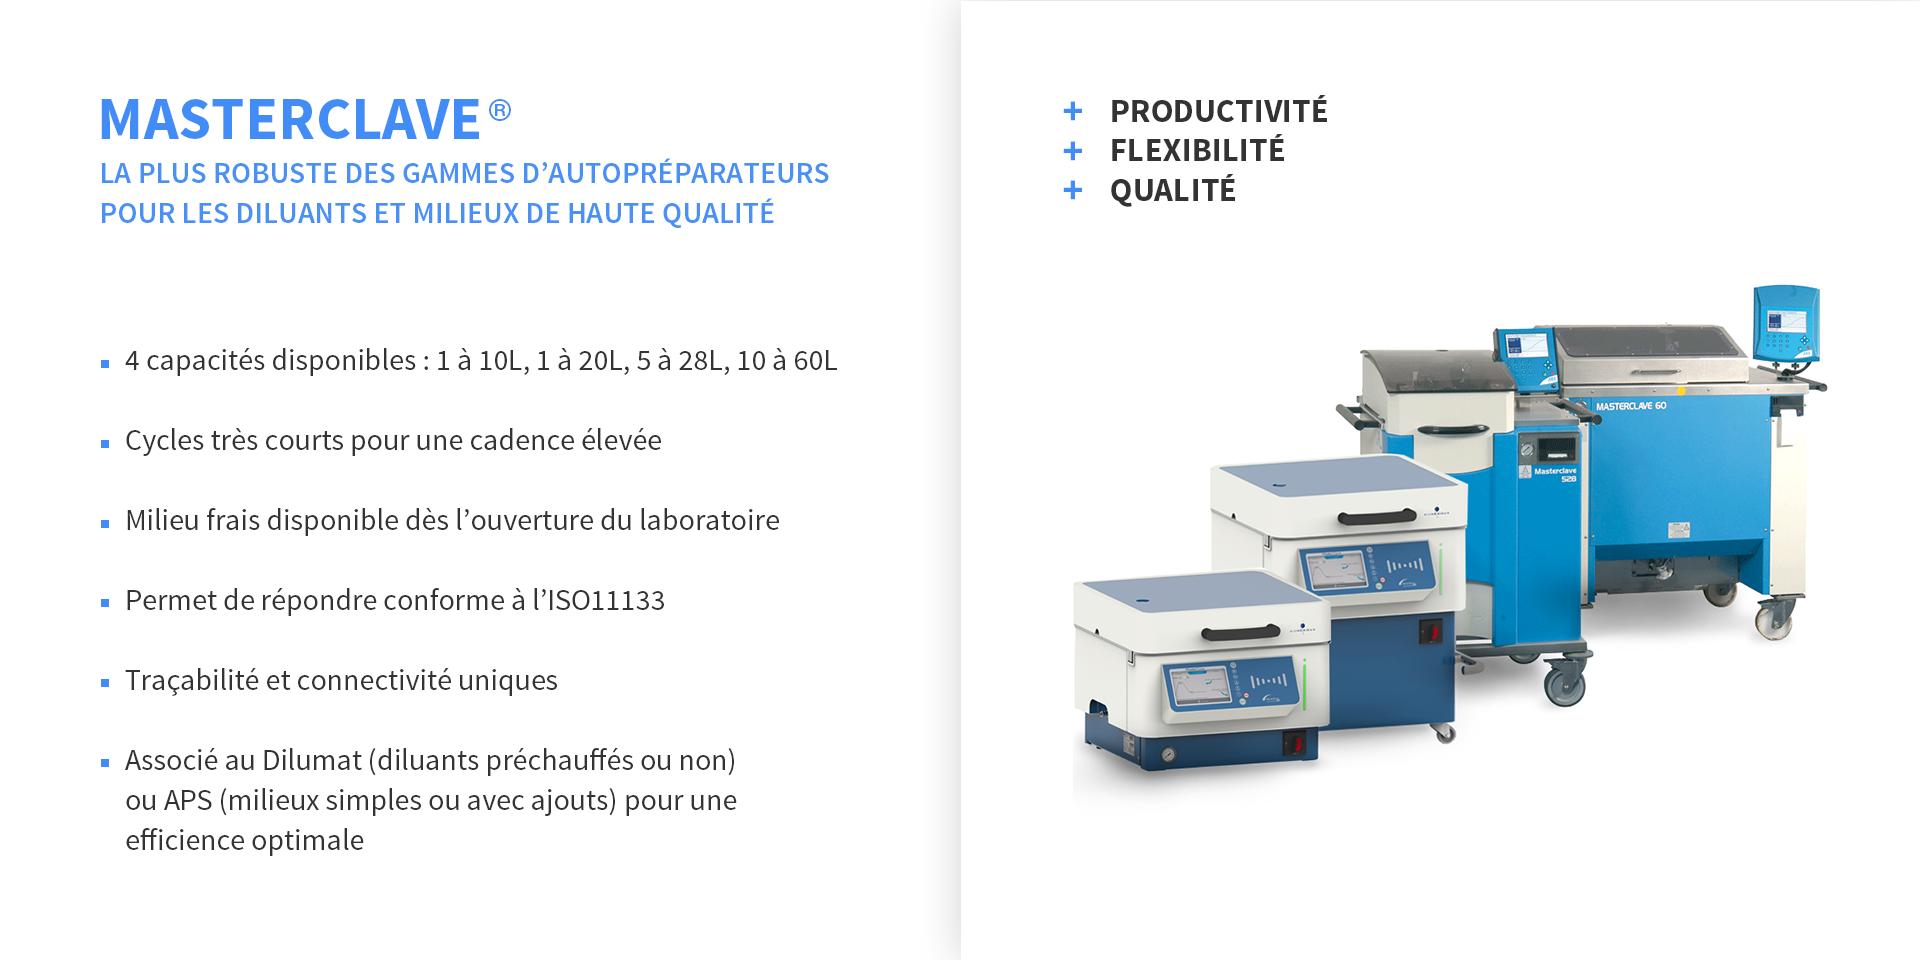 MASTERCLAVE®
LA PLUS ROBUSTE DES GAMMES D’AUTOPRÉPARATEURS
POUR LES DILUANTS ET MILIEUX DE HAUTE QUALITÉ
4 capacités disponibles : 1 à 10L, 1 à 20L, 5 à 28L, 10 à 60L
Cycles très courts pour une cadence élevée
Milieu frais disponible dès l’ouverture du laboratoire
Permet de répondre conforme à l’ISO11133
Traçabilité et connectivité uniques
Associé au Dilumat (diluants préchauffés ou non)
ou APS (milieux simples ou avec ajouts) pour une
efficience optimale
+ PRODUCTIVITÉ
+ FLEXIBILITÉ
+ QUALITÉ
MASTERCLAVE 60
Masterclave
528